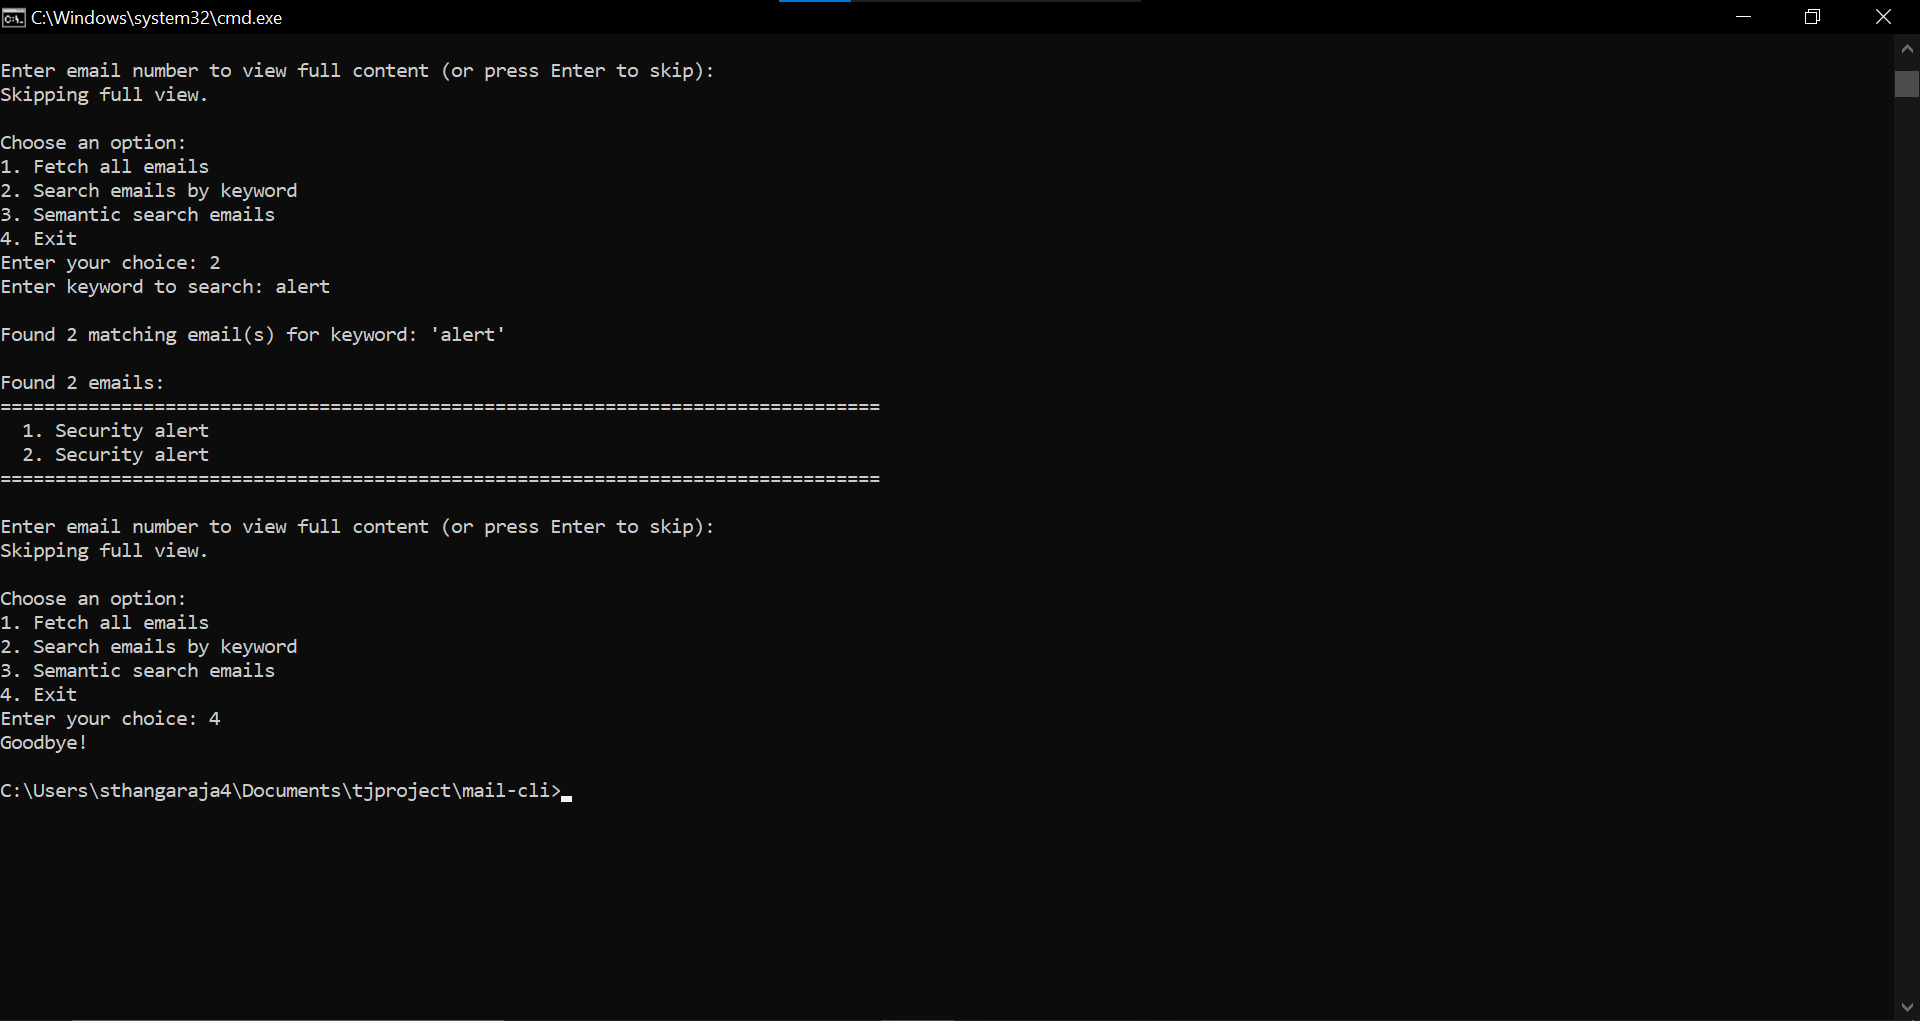 C:\Windows\system32\cmd.exe
Enter email number to view full content (or press Enter to skip):
Skipping full view.
Choose an option:
1. Fetch all emails
2. Search emails by keyword
3. Semantic search emails
4. Exit
Enter your choice: 2
Enter keyword to search: alert
Found 2 matching email(s) for keyword: 'alert'
Found 2 emails:
================================================================================
1. Security alert
2. Security alert
================================================================================
Enter email number to view full content (or press Enter to skip):
Skipping full view.
Choose an option:
1. Fetch all emails
2. Search emails by keyword
3. Semantic search emails
4. Exit
Enter your choice: 4
Goodbye!
C:\Users\sthangaraja4\Documents\tjproject\mail-cli>